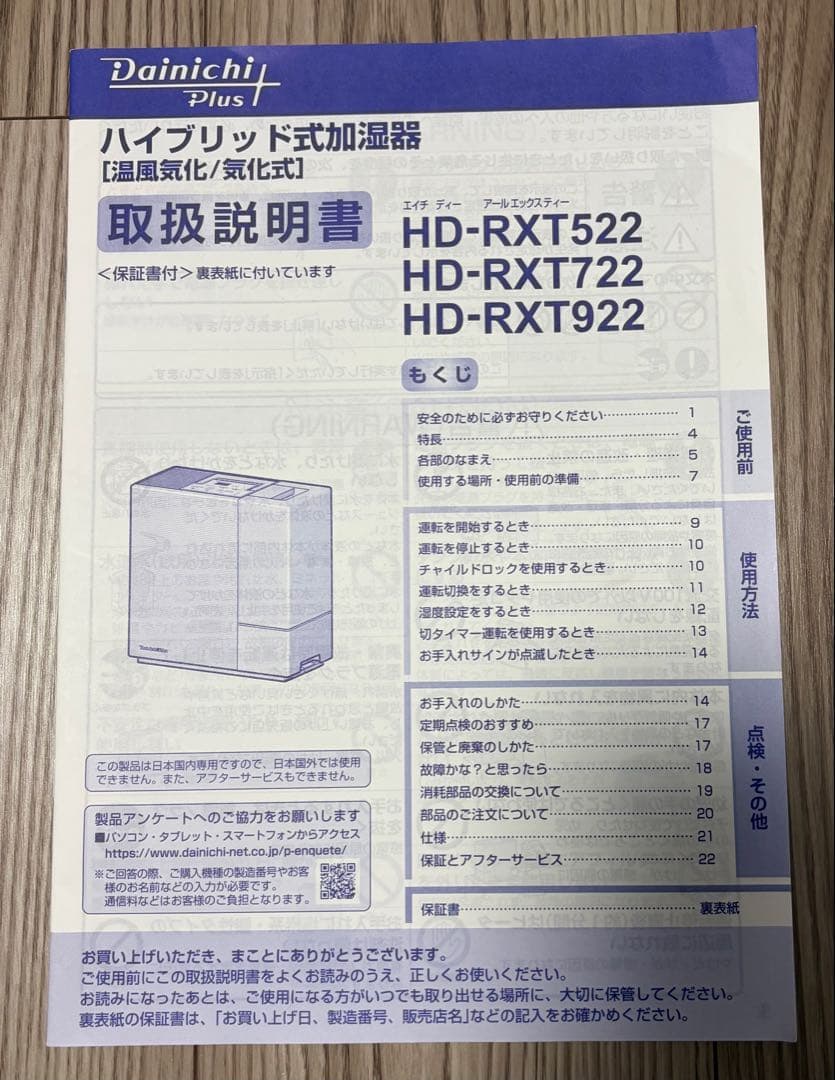 Dainichi
Plus
ハイブリッド式加湿器
[温風気化/気化式]
取扱説明書
＜保証書付＞裏表紙に付いています
エイチ ディー アールエックスティー
HD-RXT522
HD-RXT722
HD-RXT922
もくじ
安全のために必ずお守りください………………… 1
特長……………………………………………………… 4
各部のなまえ………………………………………… 5
使用する場所・使用前の準備……………………… 7
ご使用前
運転を開始するとき………………………………… 9
運転を停止するとき………………………………… 10
チャイルドロックを使用するとき………………… 10
運転切換をするとき………………………………… 11
湿度設定をするとき………………………………… 12
切タイマー運転を使用するとき…………………… 13
お手入れサインが点滅したとき…………………… 14
使用方法
お手入れのしかた…………………………………… 14
定期点検のおすすめ………………………………… 17
保管と廃棄のしかた………………………………… 17
故障かな？と思ったら……………………………… 18
消耗部品の交換について…………………………… 19
部品のご注文について……………………………… 20
仕様……………………………………………………… 21
保証とアフターサービス…………………………… 22
点検・その他
保証書………………………………………………… 裏表紙
この製品は日本国内専用ですので、日本国外では使用
できません。また、アフターサービスもできません。
製品アンケートへのご協力をお願いします
■パソコン・タブレット・スマートフォンからアクセス
https://www.dainichi-net.co.jp/p-enquete/
※ご回答の際、ご購入機種の製造番号やお客
様のお名前などの入力が必要です。
通信料などはお客様のご負担となります。
お買い上げいただき、まことにありがとうございます。
ご使用前にこの取扱説明書をよくお読みのうえ、正しくお使いください。
お読みになったあとは、ご使用になる方がいつでも取り出せる場所に、大切に保管してください。
裏表紙の保証書は、「お買い上げ日、製造番号、販売店名」などの記入をお確かめください。